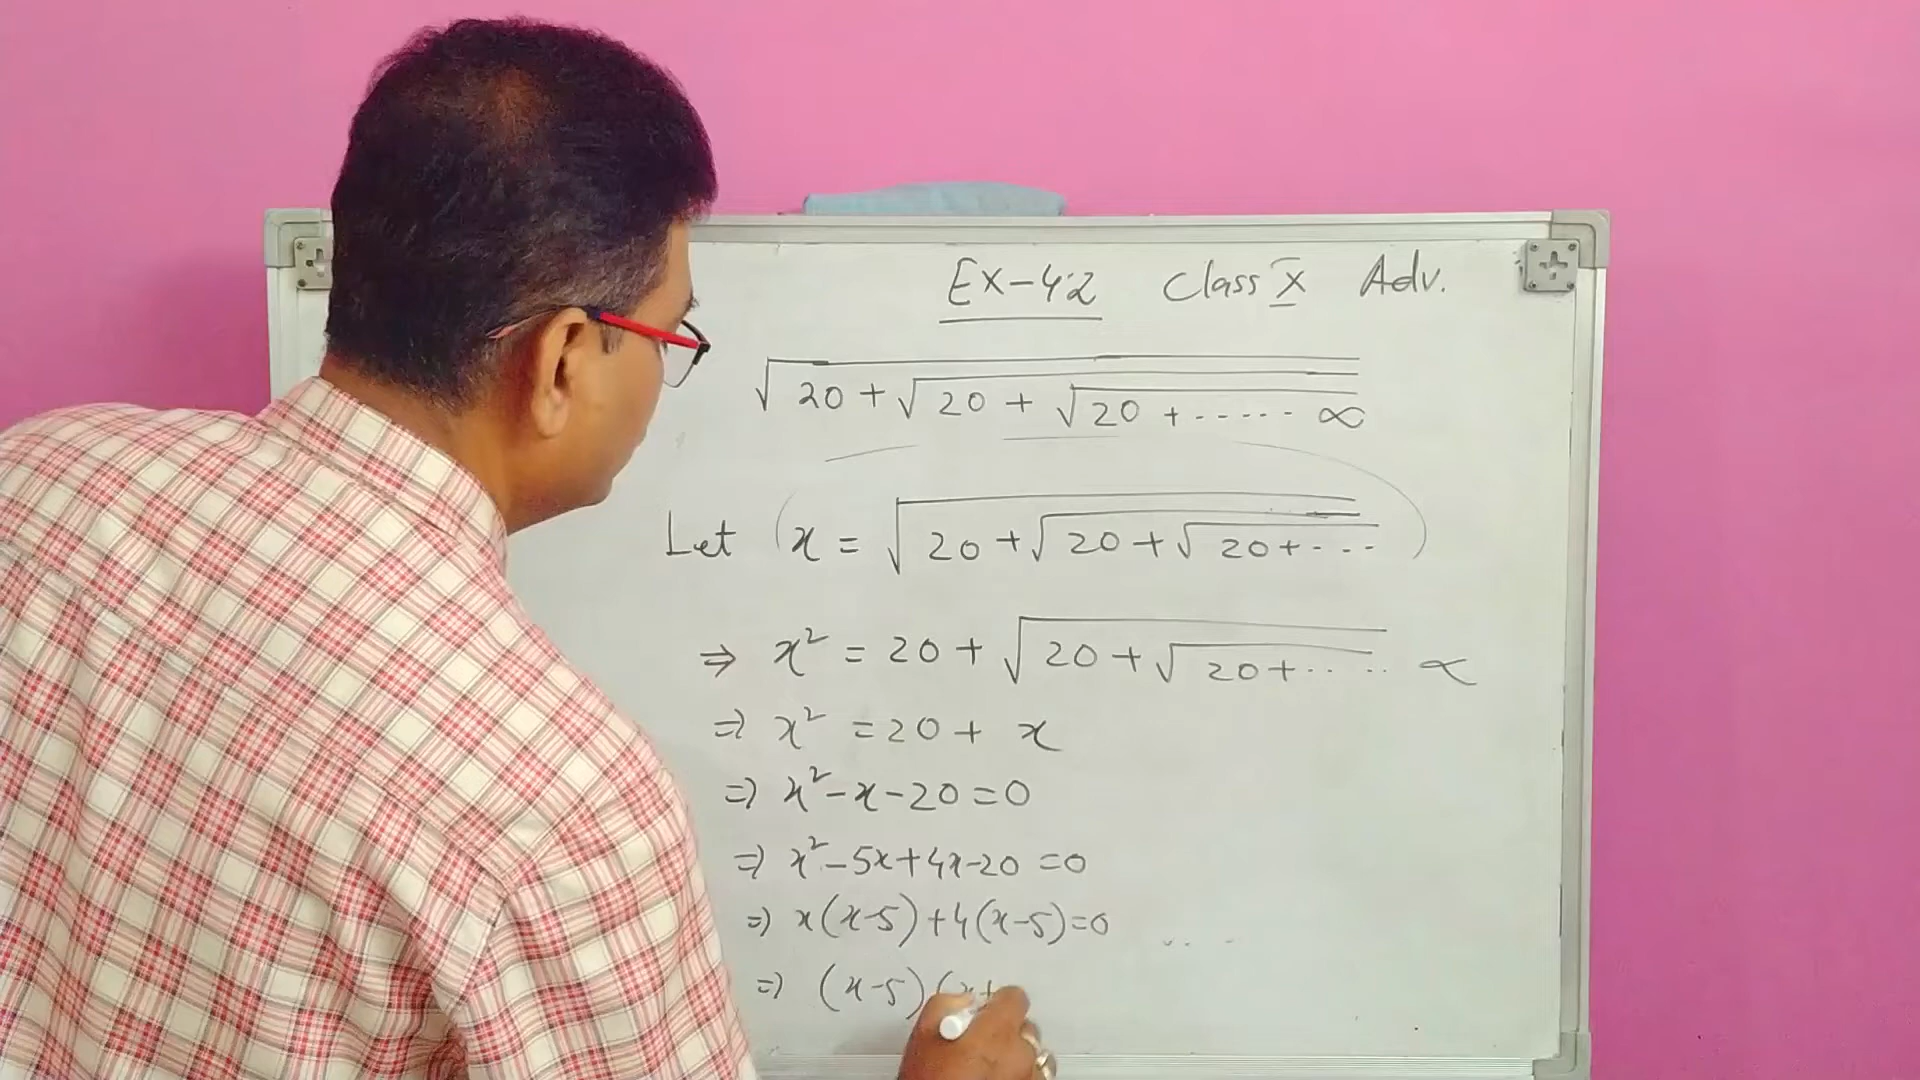 Ex-4.2 Class X Adv.
√20+√20+√20+----- ∞
Let (x = √20+√20+√20+--- )
⇒ x² = 20+√20+√20+····· ∝
⇒ x² = 20+ x
⇒ x²-x-20=0
⇒ x²-5x+4x-20=0
⇒ x(x-5)+4(x-5)=0
⇒ (x-5)(x+